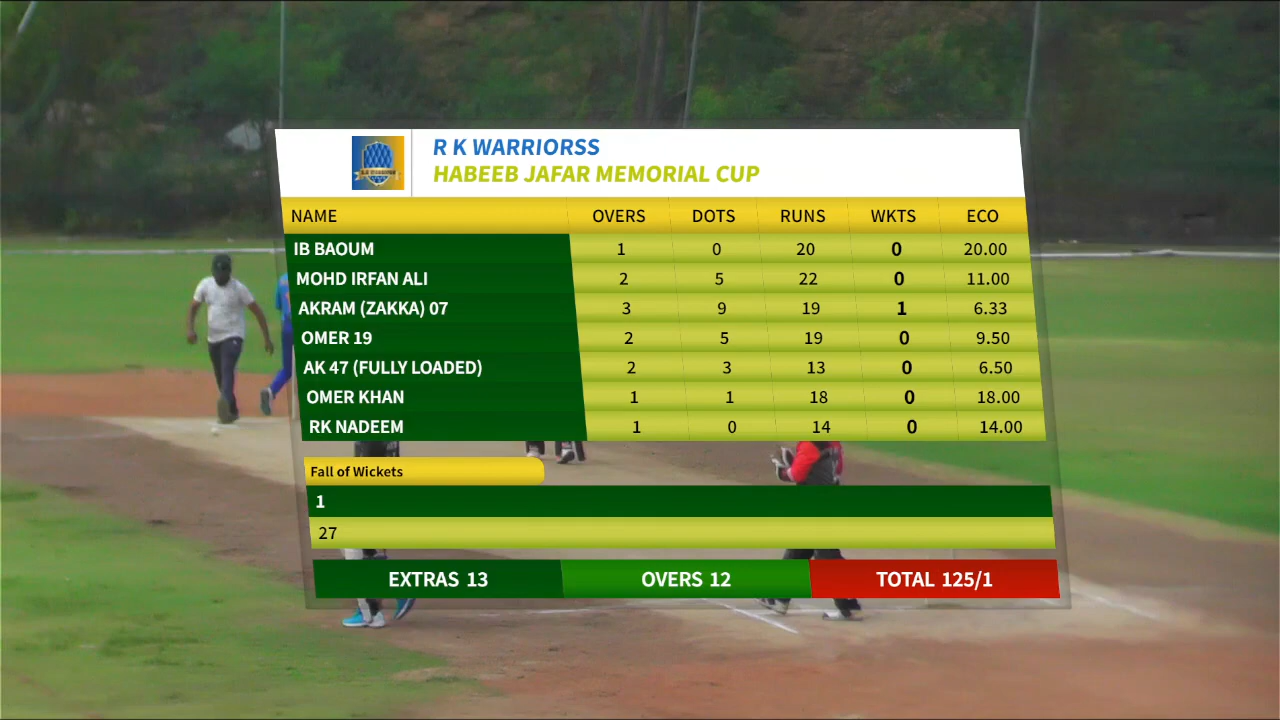 R K WARRIORSS
HABEEB JAFAR MEMORIAL CUP
NAME OVERS DOTS RUNS WKTS ECO
IB BAOUM 1 0 20 0 20.00
MOHD IRFAN ALI 2 5 22 0 11.00
AKRAM (ZAKKA) 07 3 9 19 1 6.33
OMER 19 2 5 19 0 9.50
AK 47 (FULLY LOADED) 2 3 13 0 6.50
OMER KHAN 1 1 18 0 18.00
RK NADEEM 1 0 14 0 14.00
Fall of Wickets
1
27
EXTRAS 13 OVERS 12 TOTAL 125/1